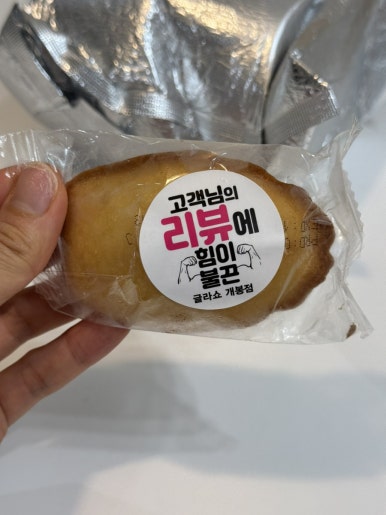 고객님의
리뷰에
힘이
불끈
글라쇼 개봉점